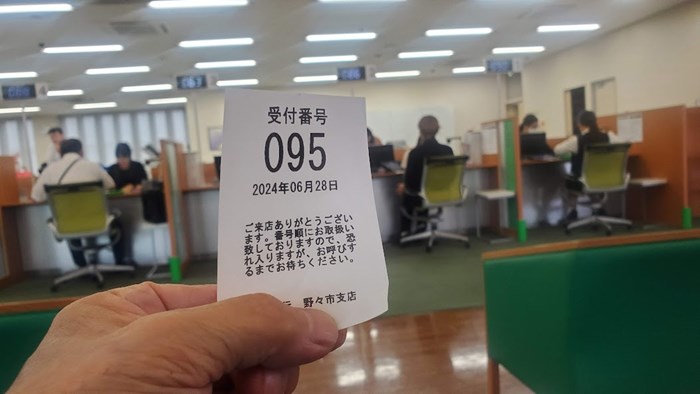 受付番号
095
2024年06月28日
ご来店ありがとうござい
ます。番号順にお取扱い
致しておりますので、恐
れ入りますが、お呼びす
るまでお待ちください。
野々市支店